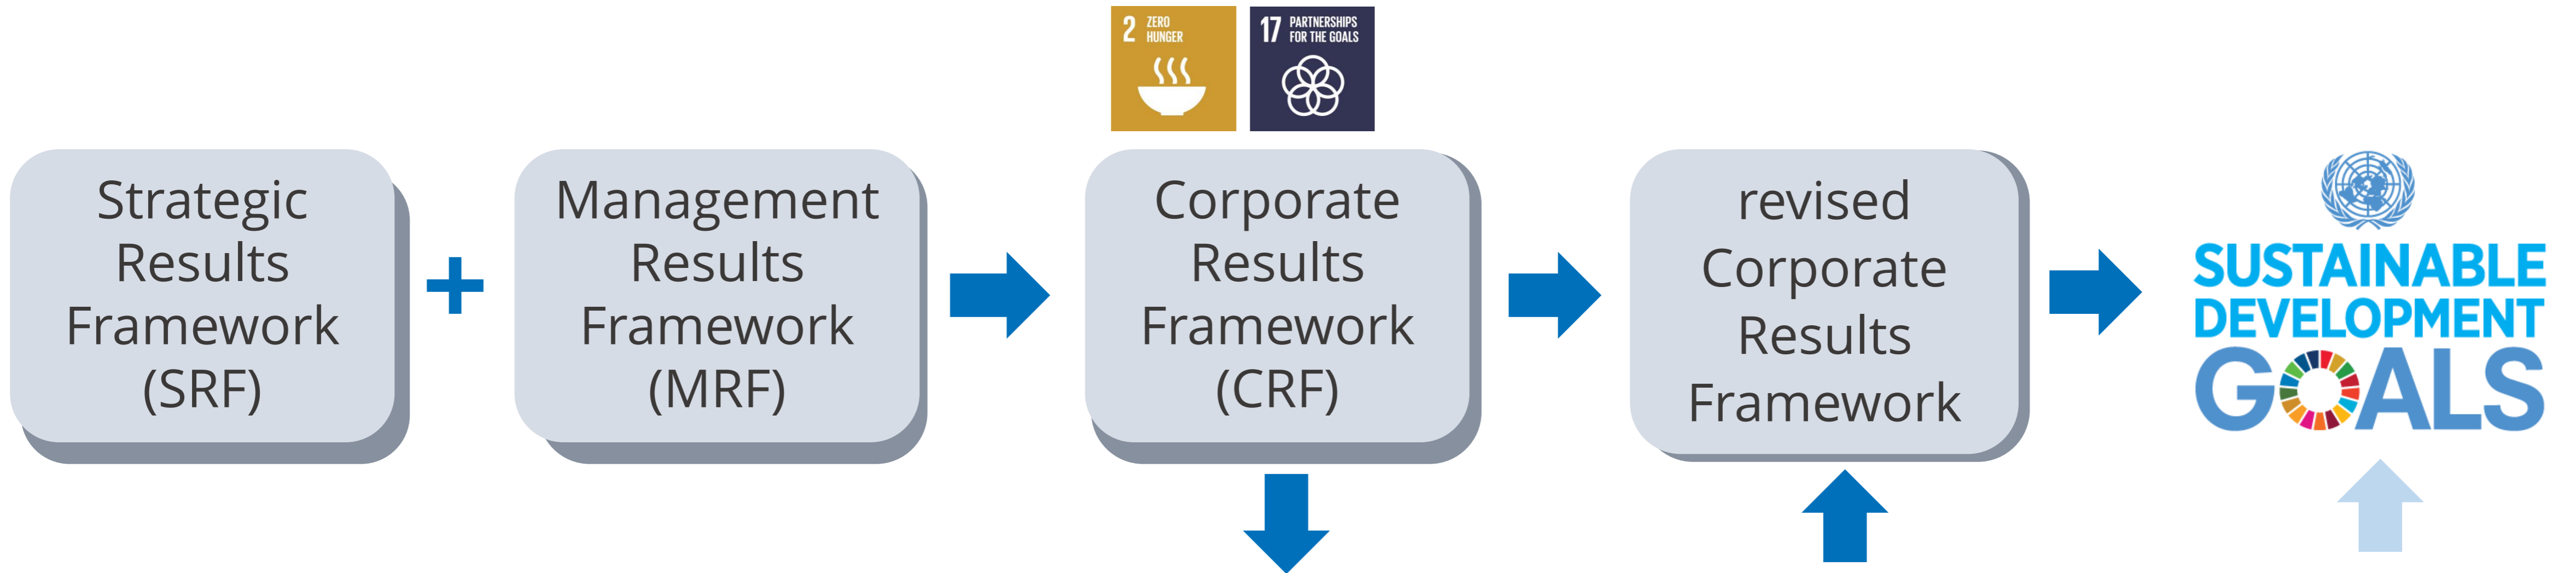 2 ZERO
HUNGER
17 PARTNERSHIPS
FOR THE GOALS
Strategic
Results
Framework
(SRF)
+
Management
Results
Framework
(MRF)
Corporate
Results
Framework
(CRF)
revised
Corporate
Results
Framework
SUSTAINABLE
DEVELOPMENT
GOALS